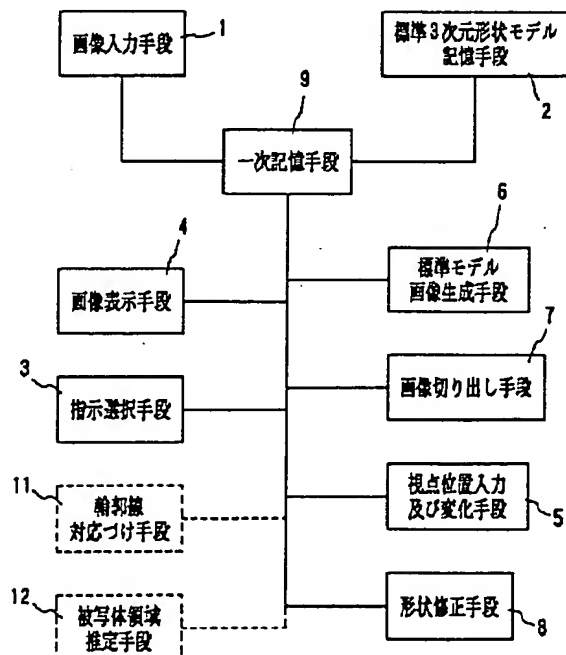 1
画像入力手段
標準3次元形状モデル
記憶手段
2
9
一次記憶手段
4
画像表示手段
6
標準モデル
画像生成手段
3
指示選択手段
7
画像切り出し手段
11
輪郭線
対応づけ手段
視点位置入力
及び変化手段
5
12
被写体領域
推定手段
形状修正手段
8